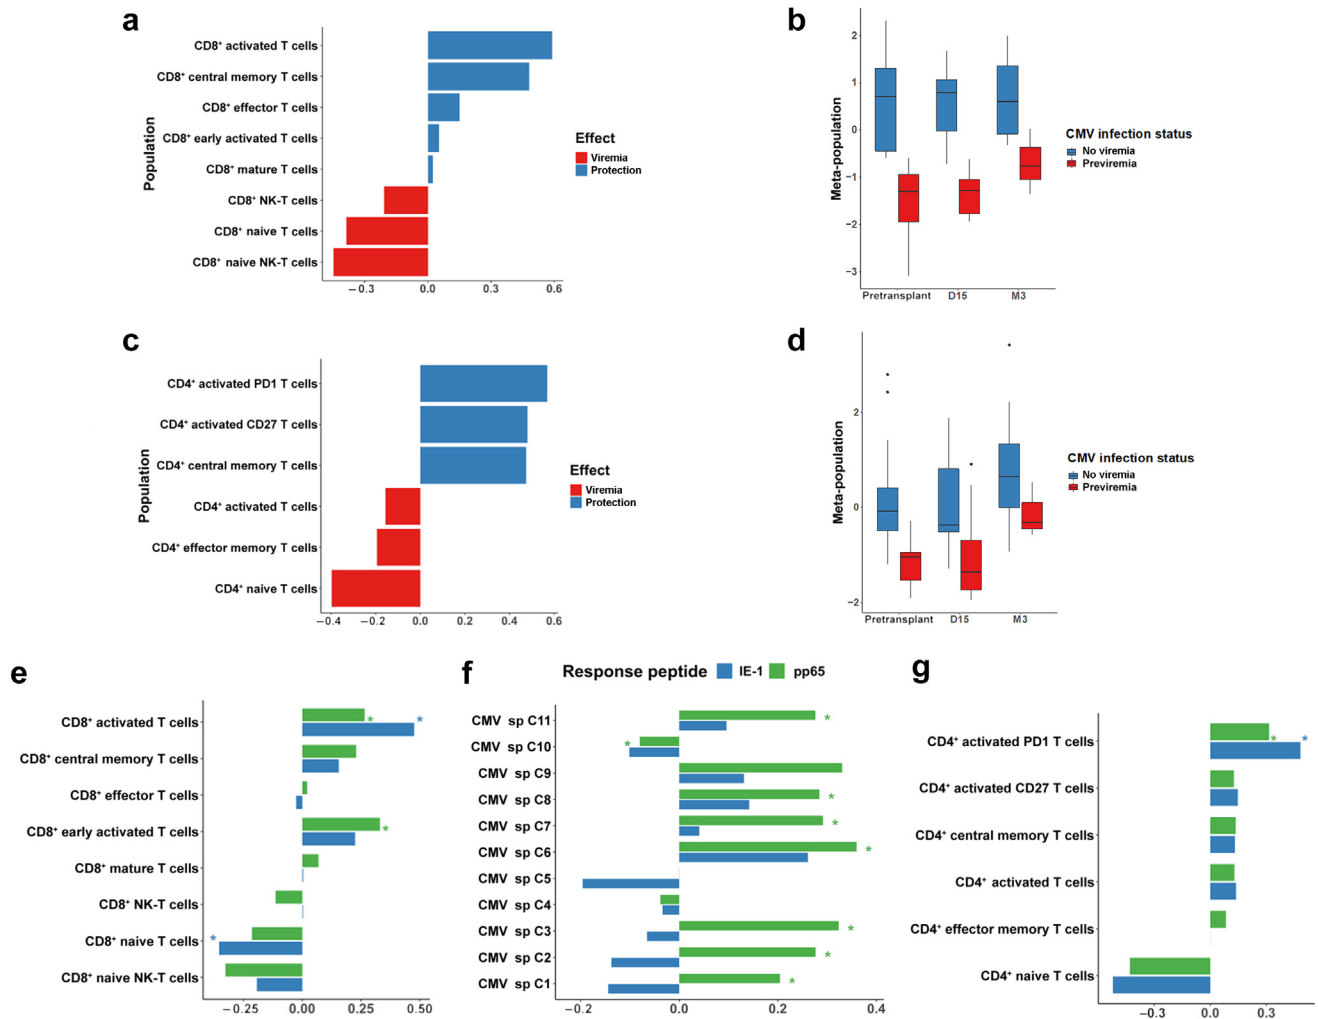 a
Population
CD8+ activated T cells
CD8+ central memory T cells
CD8+ effector T cells
CD8+ early activated T cells
CD8+ mature T cells
CD8+ NK-T cells
CD8+ naive T cells
CD8+ naive NK-T cells
−0.3 0.0 0.3 0.6
Effect
Viremia
Protection
b
Meta-population
2
1
0
−1
−2
−3
Pretransplant D15 M3
CMV infection status
No viremia
Previremia
c
Population
CD4+ activated PD1 T cells
CD4+ activated CD27 T cells
CD4+ central memory T cells
CD4+ activated T cells
CD4+ effector memory T cells
CD4+ naive T cells
−0.4 −0.2 0.0 0.2 0.4 0.6
Effect
Viremia
Protection
d
Meta-population
2
0
−2
Pretransplant D15 M3
CMV infection status
No viremia
Previremia
e
CD8+ activated T cells
CD8+ central memory T cells
CD8+ effector T cells
CD8+ early activated T cells
CD8+ mature T cells
CD8+ NK-T cells
CD8+ naive T cells
CD8+ naive NK-T cells
* *
*
*
−0.25 0.00 0.25 0.50
f
Response peptide IE-1 pp65
CMV sp C11 *
CMV sp C10 *
CMV sp C9
CMV sp C8 *
CMV sp C7 *
CMV sp C6 *
CMV sp C5
CMV sp C4
CMV sp C3 *
CMV sp C2 *
CMV sp C1 *
−0.2 0.0 0.2 0.4
g
CD4+ activated PD1 T cells * *
CD4+ activated CD27 T cells
CD4+ central memory T cells
CD4+ activated T cells
CD4+ effector memory T cells
CD4+ naive T cells
−0.3 0.0 0.3